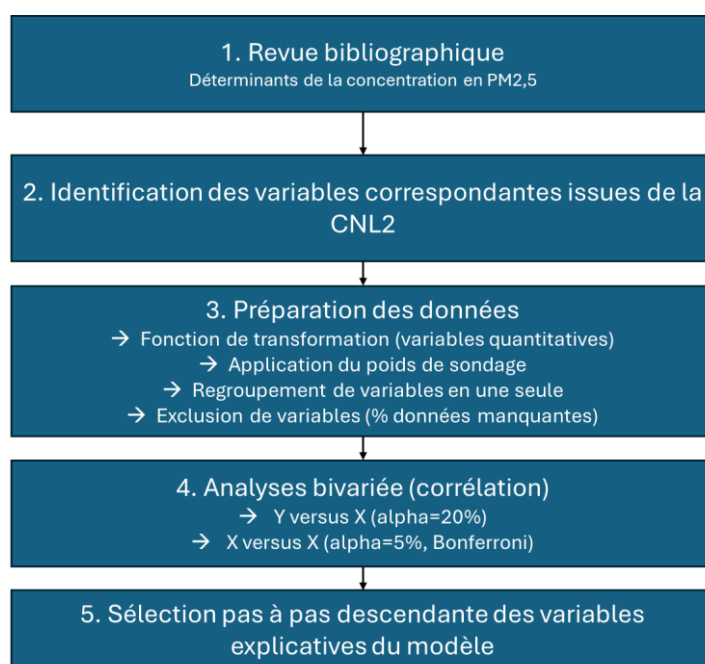 1. Revue bibliographique
Déterminants de la concentration en PM2,5
2. Identification des variables correspondantes issues de la
CNL2
3. Préparation des données
→ Fonction de transformation (variables quantitatives)
→ Application du poids de sondage
→ Regroupement de variables en une seule
→ Exclusion de variables (% données manquantes)
4. Analyses bivariée (corrélation)
→ Y versus X (alpha=20%)
→ X versus X (alpha=5%, Bonferroni)
5. Sélection pas à pas descendante des variables
explicatives du modèle